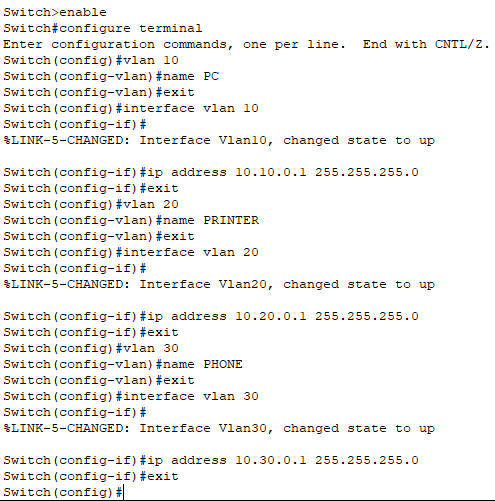 Switch>enable
Switch#configure terminal
Enter configuration commands, one per line.  End with CNTL/Z.
Switch(config)#vlan 10
Switch(config-vlan)#name PC
Switch(config-vlan)#exit
Switch(config)#interface vlan 10
Switch(config-if)#
%LINK-5-CHANGED: Interface Vlan10, changed state to up

Switch(config-if)#ip address 10.10.0.1 255.255.255.0
Switch(config-if)#exit
Switch(config)#vlan 20
Switch(config-vlan)#name PRINTER
Switch(config-vlan)#exit
Switch(config)#interface vlan 20
Switch(config-if)#
%LINK-5-CHANGED: Interface Vlan20, changed state to up

Switch(config-if)#ip address 10.20.0.1 255.255.255.0
Switch(config-if)#exit
Switch(config)#vlan 30
Switch(config-vlan)#name PHONE
Switch(config-vlan)#exit
Switch(config)#interface vlan 30
Switch(config-if)#
%LINK-5-CHANGED: Interface Vlan30, changed state to up

Switch(config-if)#ip address 10.30.0.1 255.255.255.0
Switch(config-if)#exit
Switch(config)#